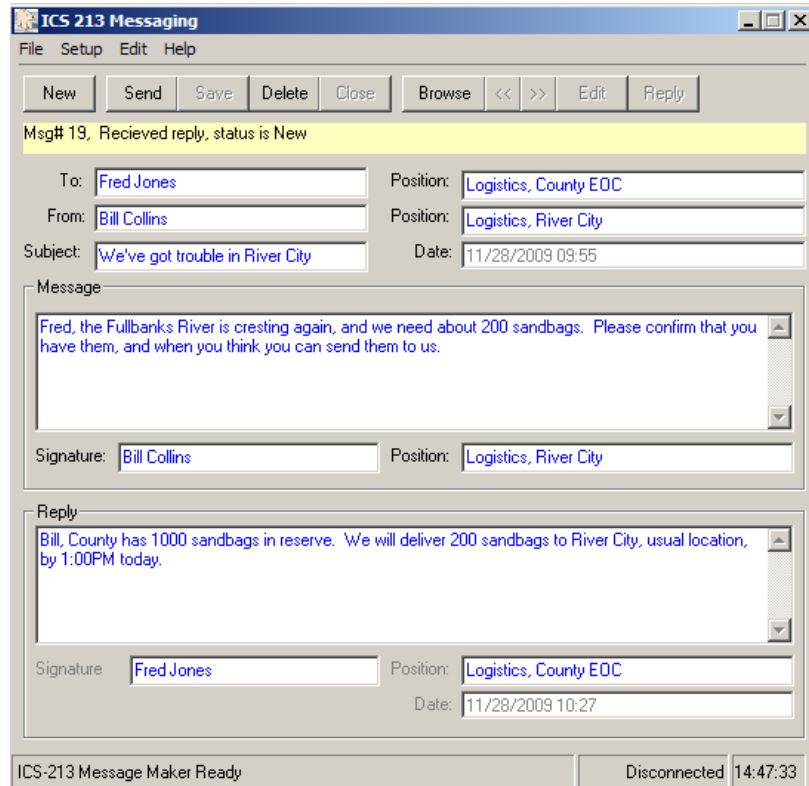 ICS 213 Messaging
File Setup Edit Help
New Send Save Delete Close Browse << >> Edit Reply
Msg# 19, Recieved reply, status is New
To: Fred Jones Position: Logistics, County EOC
From: Bill Collins Position: Logistics, River City
Subject: We've got trouble in River City Date: 11/28/2009 09:55
Message
Fred, the Fullbanks River is cresting again, and we need about 200 sandbags. Please confirm that you
have them, and when you think you can send them to us.
Signature: Bill Collins Position: Logistics, River City
Reply
Bill, County has 1000 sandbags in reserve. We will deliver 200 sandbags to River City, usual location,
by 1:00PM today.
Signature Fred Jones Position: Logistics, County EOC
Date: 11/28/2009 10:27
ICS-213 Message Maker Ready Disconnected 14:47:33